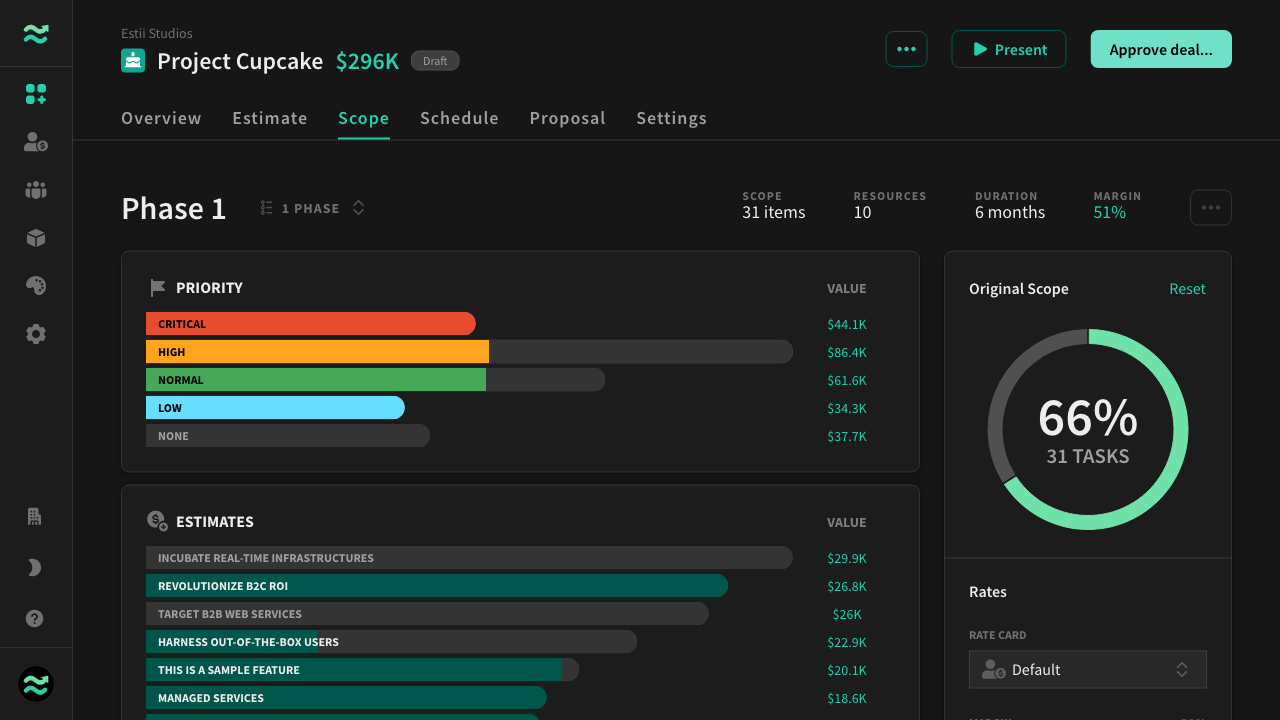 Estii Studios
Project Cupcake $296K Draft
Present
Approve deal...
Overview Estimate Scope Schedule Proposal Settings
Phase 1
1 PHASE
SCOPE
31 items
RESOURCES
10
DURATION
6 months
MARGIN
51%
PRIORITY VALUE
CRITICAL $44.1K
HIGH $86.4K
NORMAL $61.6K
LOW $34.3K
NONE $37.7K
ESTIMATES VALUE
INCUBATE REAL-TIME INFRASTRUCTURES $29.9K
REVOLUTIONIZE B2C ROI $26.8K
TARGET B2B WEB SERVICES $26K
HARNESS OUT-OF-THE-BOX USERS $22.9K
THIS IS A SAMPLE FEATURE $20.1K
MANAGED SERVICES $18.6K
Original Scope Reset
66%
31 TASKS
Rates
RATE CARD
Default